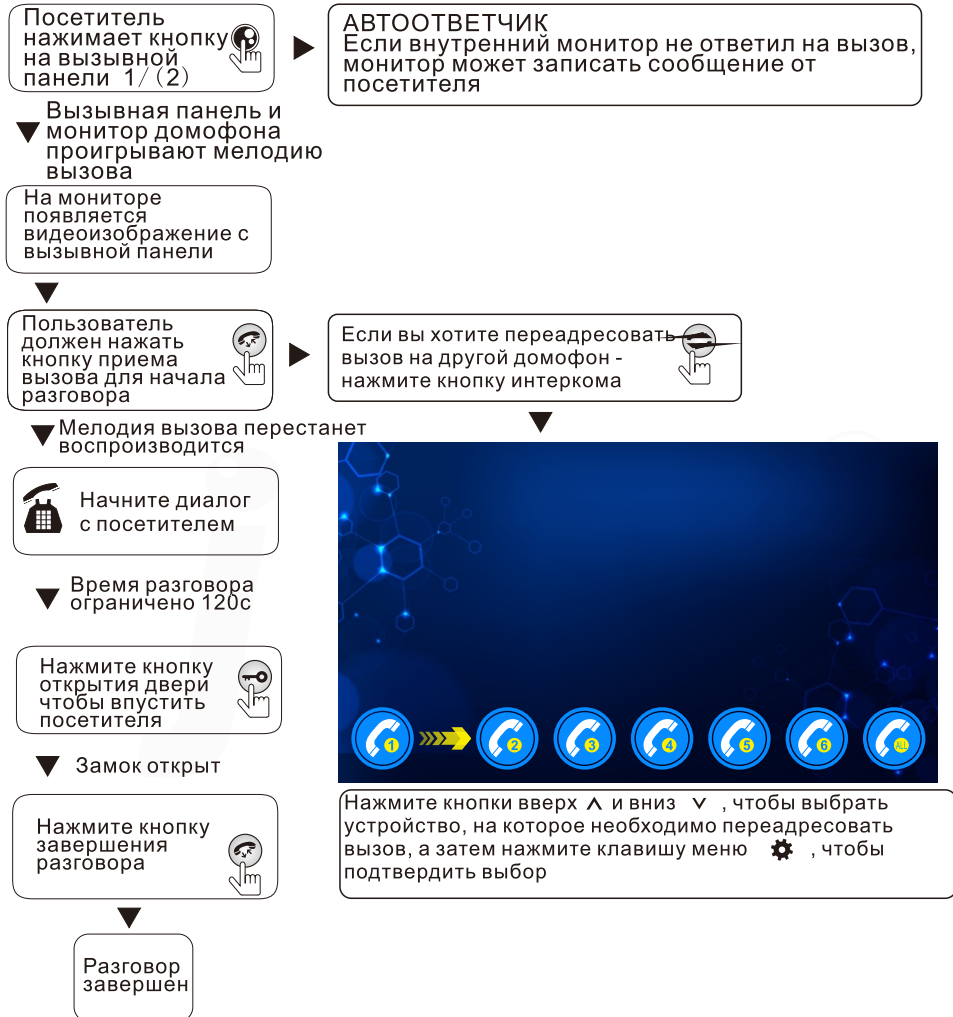 Посетитель
нажимает кнопку
на вызывной
панели 1/(2)
АВТООТВЕТЧИК
Если внутренний монитор не ответил на вызов,
монитор может записать сообщение от
посетителя
Вызывная панель и
монитор домофона
проигрывают мелодию
вызова
На мониторе
появляется
видеоизображение с
вызывной панели
Пользователь
должен нажать
кнопку приема
вызова для начала
разговора
Если вы хотите переадресовать
вызов на другой домофон -
нажмите кнопку интеркома
Мелодия вызова перестанет
воспроизводится
Начните диалог
с посетителем
Время разговора
ограничено 120с
Нажмите кнопку
открытия двери
чтобы впустить
посетителя
Замок открыт
1 2 3 4 5 6 ALL
Нажмите кнопки вверх и вниз , чтобы выбрать
устройство, на которое необходимо переадресовать
вызов, а затем нажмите клавишу меню , чтобы
подтвердить выбор
Нажмите кнопку
завершения
разговора
Разговор
завершен